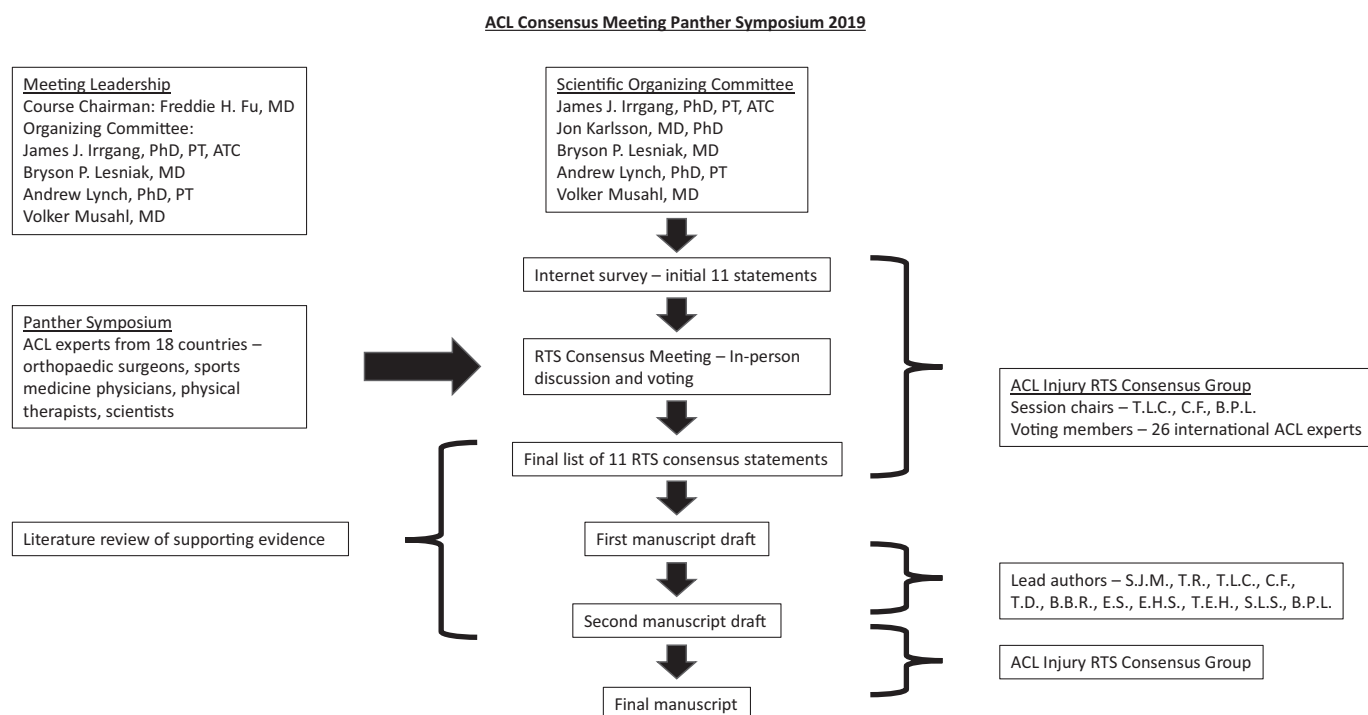 ACL Consensus Meeting Panther Symposium 2019
Meeting Leadership
Course Chairman: Freddie H. Fu, MD
Organizing Committee:
James J. Irrgang, PhD, PT, ATC
Bryson P. Lesniak, MD
Andrew Lynch, PhD, PT
Volker Musahl, MD
Scientific Organizing Committee
James J. Irrgang, PhD, PT, ATC
Jon Karlsson, MD, PhD
Bryson P. Lesniak, MD
Andrew Lynch, PhD, PT
Volker Musahl, MD
Internet survey – initial 11 statements
Panther Symposium
ACL experts from 18 countries –
orthopaedic surgeons, sports
medicine physicians, physical
therapists, scientists
RTS Consensus Meeting – In-person
discussion and voting
ACL Injury RTS Consensus Group
Session chairs – T.L.C., C.F., B.P.L.
Voting members – 26 international ACL experts
Final list of 11 RTS consensus statements
Literature review of supporting evidence
First manuscript draft
Lead authors – S.J.M., T.R., T.L.C., C.F.,
T.D., B.B.R., E.S., E.H.S., T.E.H., S.L.S., B.P.L.
Second manuscript draft
ACL Injury RTS Consensus Group
Final manuscript